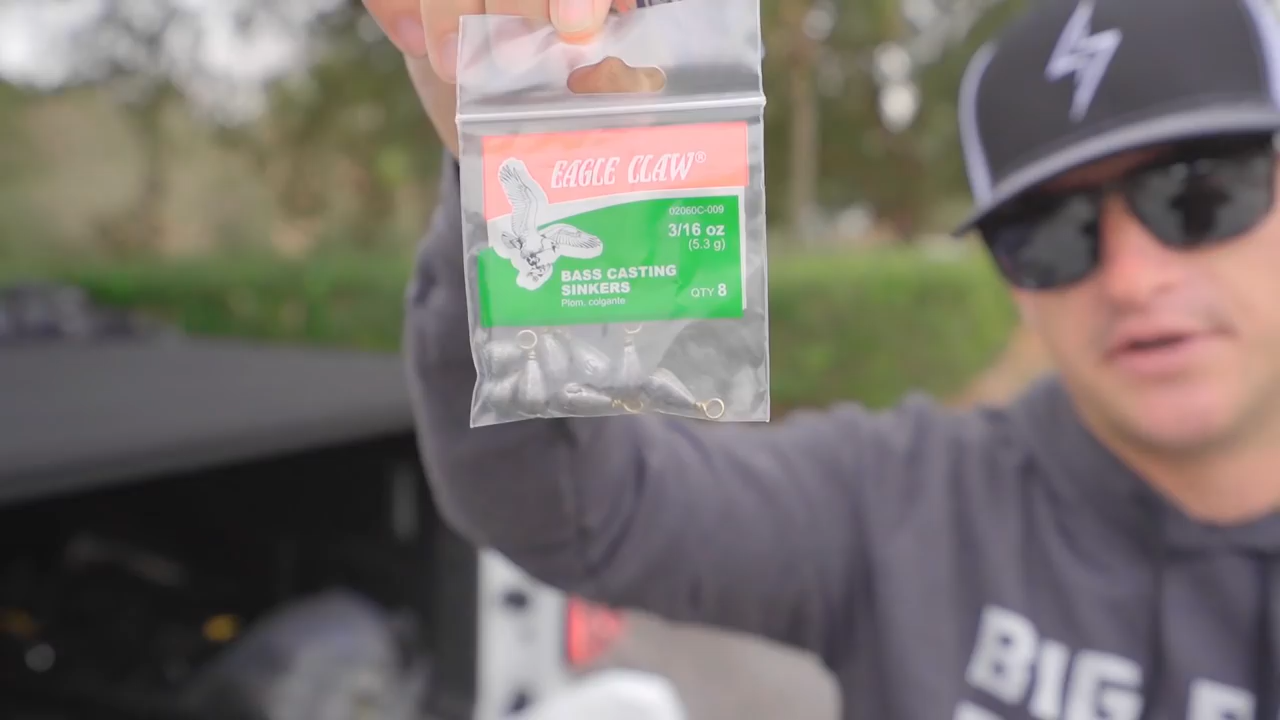 EAGLE CLAW®
02060C-009
3/16 oz
(5.3 g)
BASS CASTING
SINKERS
Plom. colgante
QTY 8
BIG